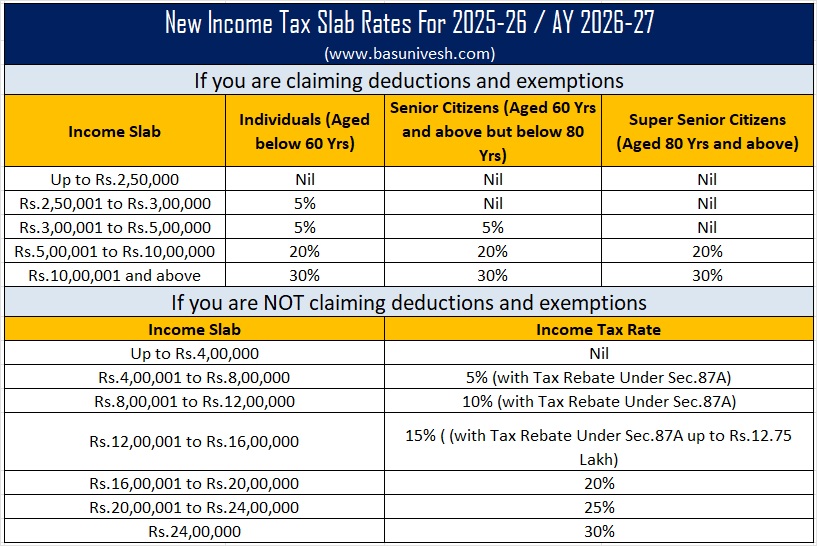 New Income Tax Slab Rates For 2025-26 / AY 2026-27
(www.basunivesh.com)
If you are claiming deductions and exemptions
Income Slab
Individuals (Aged
below 60 Yrs)
Senior Citizens (Aged 60 Yrs
and above but below 80
Yrs)
Super Senior Citizens
(Aged 80 Yrs and above)
Up to Rs.2,50,000 Nil Nil Nil
Rs.2,50,001 to Rs.3,00,000 5% Nil Nil
Rs.3,00,001 to Rs.5,00,000 5% 5% Nil
Rs.5,00,001 to Rs.10,00,000 20% 20% 20%
Rs.10,00,001 and above 30% 30% 30%
If you are NOT claiming deductions and exemptions
Income Slab Income Tax Rate
Up to Rs.4,00,000 Nil
Rs.4,00,001 to Rs.8,00,000 5% (with Tax Rebate Under Sec.87A)
Rs.8,00,001 to Rs.12,00,000 10% (with Tax Rebate Under Sec.87A)
Rs.12,00,001 to Rs.16,00,000 15% ( (with Tax Rebate Under Sec.87A up to Rs.12.75
Lakh)
Rs.16,00,001 to Rs.20,00,000 20%
Rs.20,00,001 to Rs.24,00,000 25%
Rs.24,00,000 30%